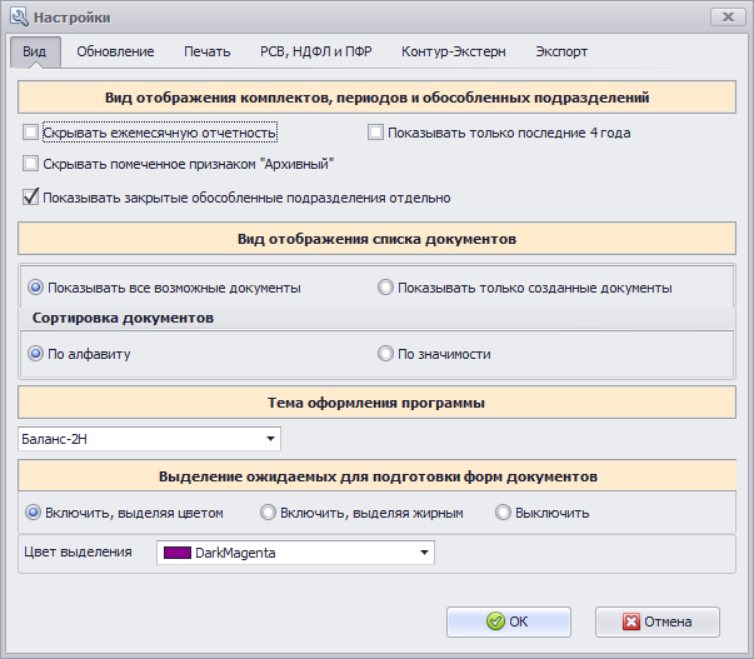 Настройки
Вид Обновление Печать РСВ, НДФЛ и ПФР Контур-Экстерн Экспорт
Вид отображения комплектов, периодов и обособленных подразделений
Скрывать ежемесячную отчетность Показывать только последние 4 года
Скрывать помеченное признаком "Архивный"
Показывать закрытые обособленные подразделения отдельно
Вид отображения списка документов
Показывать все возможные документы Показывать только созданные документы
Сортировка документов
По алфавиту По значимости
Тема оформления программы
Баланс-2Н
Выделение ожидаемых для подготовки форм документов
Включить, выделяя цветом Включить, выделяя жирным Выключить
Цвет выделения DarkMagenta
ОК Отмена